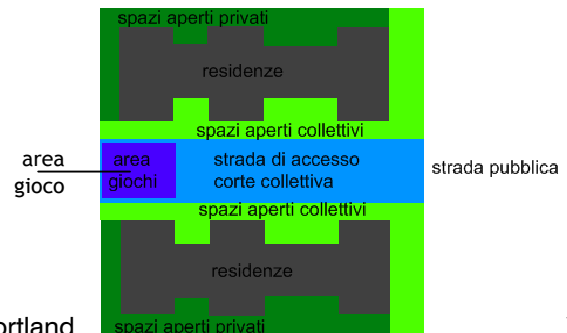 spazi aperti privati
residenze
spazi aperti collettivi
area
gioco
area
giochi
strada di accesso
corte collettiva
strada pubblica
spazi aperti collettivi
residenze
ortland
spazi aperti privati